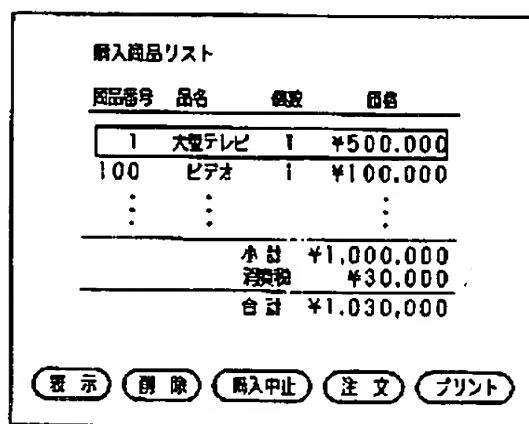 購入商品リスト
商品番号 品名 個数 価格
1 大型テレビ 1 ¥500.000
100 ビデオ 1 ¥100.000
小計 ¥1,000,000
消費税 ¥30.000
合計 ¥1.030,000
表示 削除 購入中止 注文 プリント